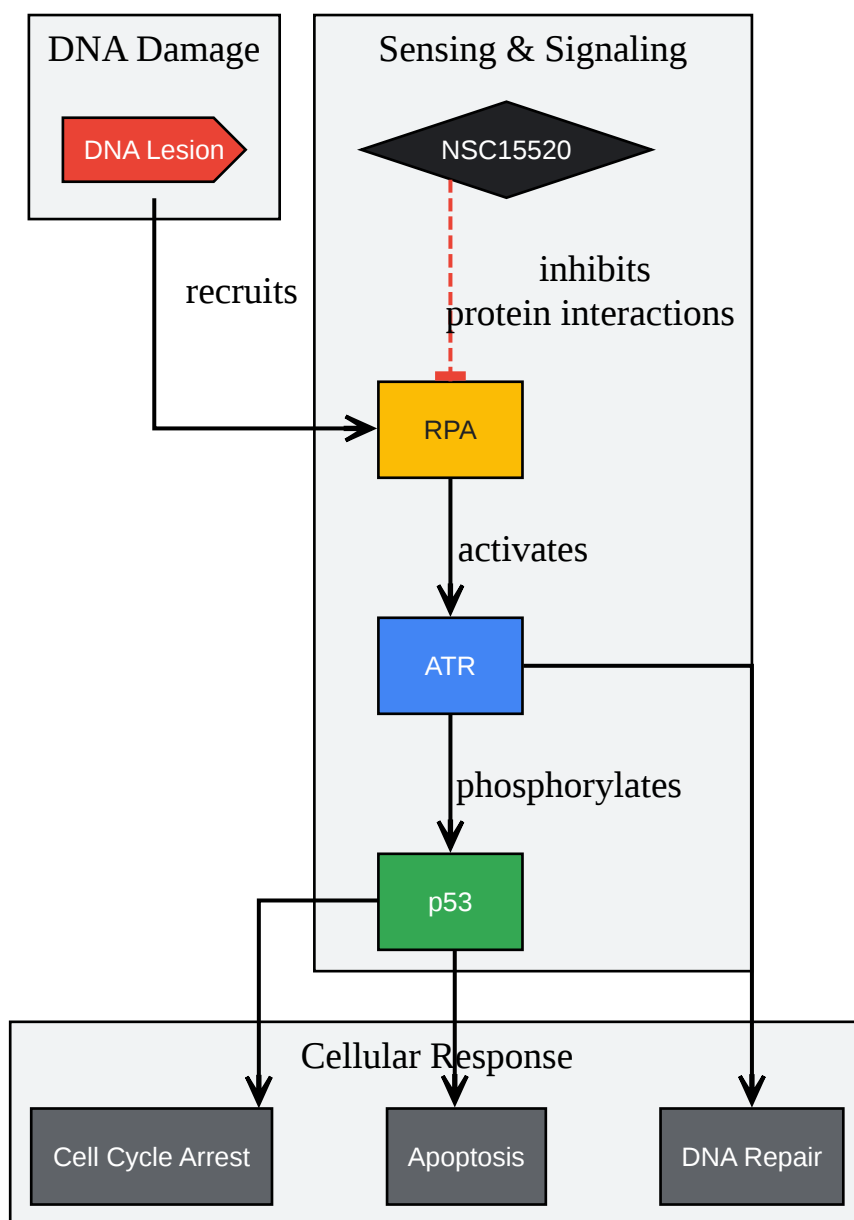 DNA Damage
Sensing & Signaling
DNA Lesion
NSC15520
recruits
inhibits
protein interactions
RPA
activates
ATR
phosphorylates
p53
Cellular Response
Cell Cycle Arrest
Apoptosis
DNA Repair